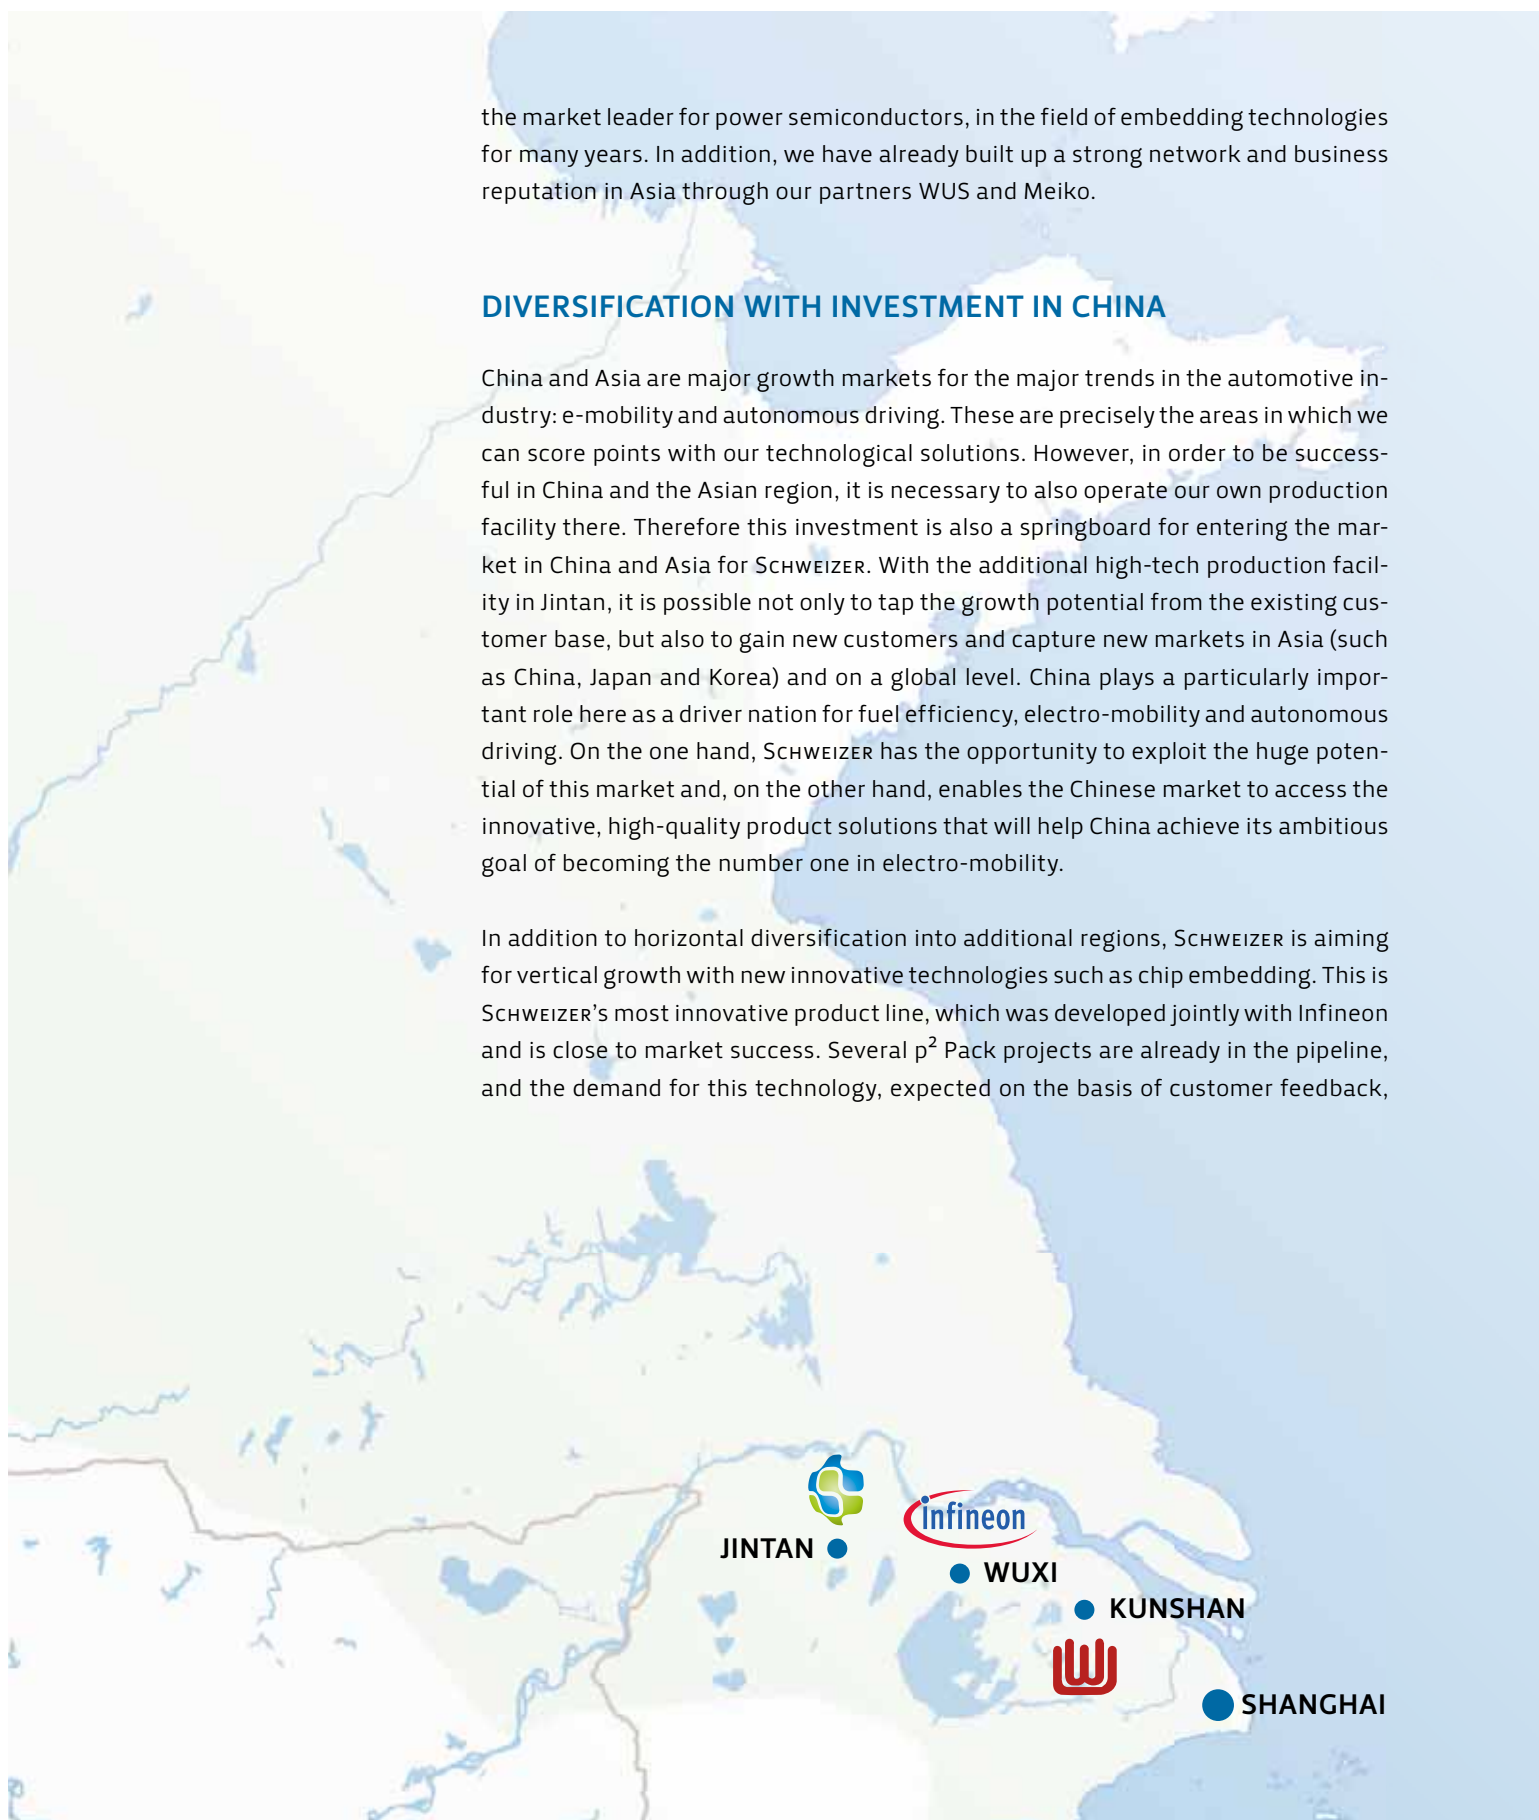 the market leader for power semiconductors, in the field of embedding technologies
for many years. In addition, we have already built up a strong network and business
reputation in Asia through our partners WUS and Meiko.
DIVERSIFICATION WITH INVESTMENT IN CHINA
China and Asia are major growth markets for the major trends in the automotive in-
dustry: e-mobility and autonomous driving. These are precisely the areas in which we
can score points with our technological solutions. However, in order to be success-
ful in China and the Asian region, it is necessary to also operate our own production
facility there. Therefore this investment is also a springboard for entering the mar-
ket in China and Asia for SCHWEIZER. With the additional high-tech production facil-
ity in Jintan, it is possible not only to tap the growth potential from the existing cus-
tomer base, but also to gain new customers and capture new markets in Asia (such
as China, Japan and Korea) and on a global level. China plays a particularly impor-
tant role here as a driver nation for fuel efficiency, electro-mobility and autonomous
driving. On the one hand, SCHWEIZER has the opportunity to exploit the huge poten-
tial of this market and, on the other hand, enables the Chinese market to access the
innovative, high-quality product solutions that will help China achieve its ambitious
goal of becoming the number one in electro-mobility.
In addition to horizontal diversification into additional regions, SCHWEIZER is aiming
for vertical growth with new innovative technologies such as chip embedding. This is
SCHWEIZER's most innovative product line, which was developed jointly with Infineon
and is close to market success. Several p² Pack projects are already in the pipeline,
and the demand for this technology, expected on the basis of customer feedback,
infineon
JINTAN
WUXI
KUNSHAN
SHANGHAI